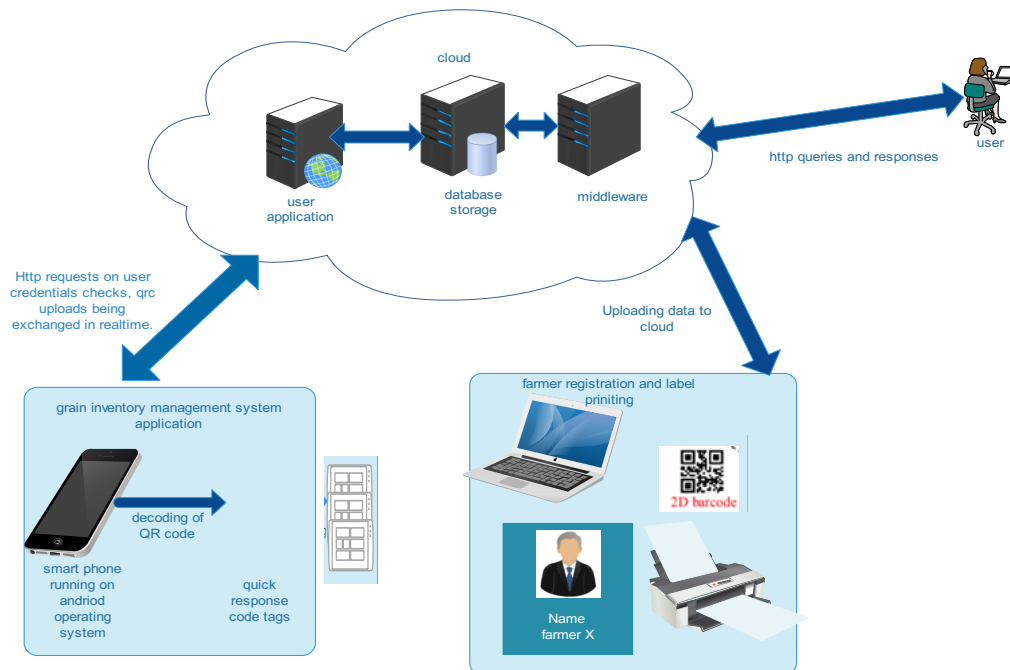 cloud
user
application
database
storage
middleware
http queries and responses
user
Http requests on user
credentials checks, qrc
uploads being
exchanged in realtime.
Uploading data to
cloud
grain inventory management system
application
decoding of
QR code
smart phone
running on
andriod
operating
system
quick
response
code tags
farmer registration and label
priniting
2D barcode
Name
farmer X